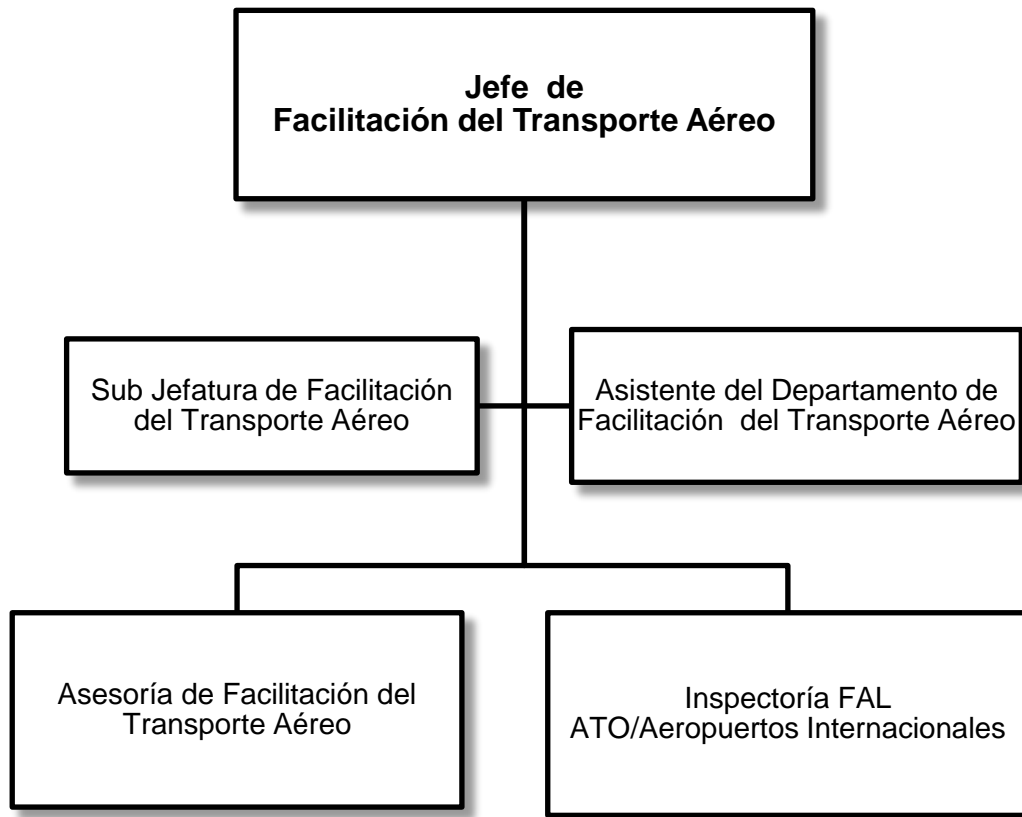 Jefe de
Facilitación del Transporte Aéreo
Sub Jefatura de Facilitación
del Transporte Aéreo
Asistente del Departamento de
Facilitación del Transporte Aéreo
Asesoría de Facilitación del
Transporte Aéreo
Inspectoría FAL
ATO/Aeropuertos Internacionales